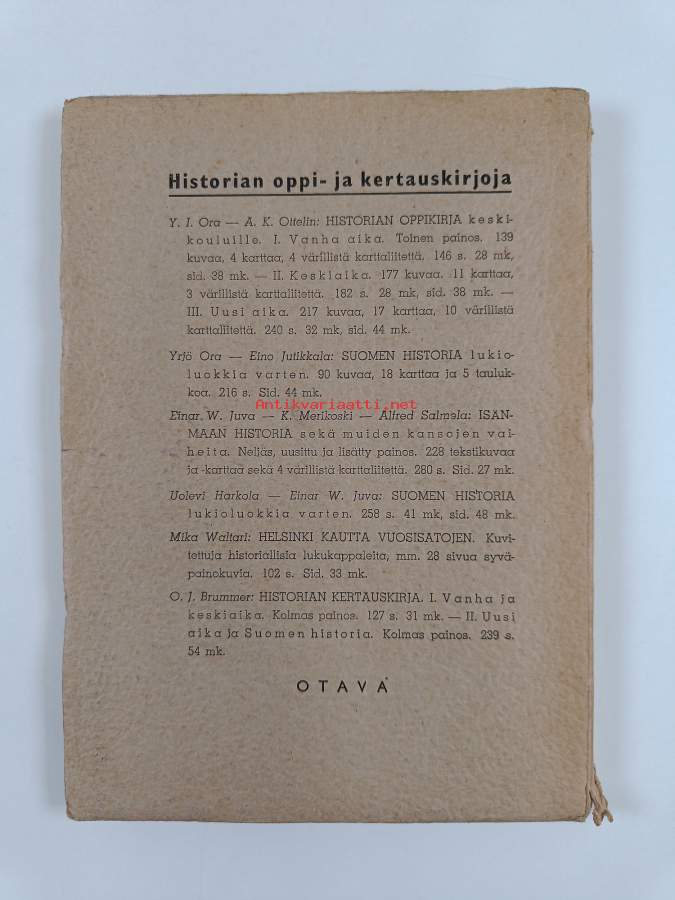 Historian oppi- ja kertauskirjoja
Y. I. Ora — A. K. Ottelin: HISTORIAN OPPIKIRJA keski-
kouluille. I. Vanha aika. Toinen painos. 139
kuvaa, 4 karttaa, 4 värillistä karttaliitettä. 146 s. 28 mk,
sid. 38 mk. — II. Keskiaika. 177 kuvaa. 11 karttaa,
3 värillistä karttaliitettä. 182 s. 28 mk, sid. 38 mk. —
III. Uusi aika. 217 kuvaa, 17 karttaa, 10 värillistä
karttaliitettä. 240 s. 32 mk, sid. 44 mk.
Yrjö Ora — Eino Jutikkala: SUOMEN HISTORIA lukio-
luokkia varten. 90 kuvaa, 18 karttaa ja 5 tauluk-
koa. 216 s. Sid. 44 mk.
Antikvariaatti.net
Einar W. Juva — K. Merikoski — Alfred Salmela: ISÄN-
MAAN HISTORIA sekä muiden kansojen vai-
heita. Neljäs, uusittu ja lisätty painos. 228 tekstikuvaa
ja -karttaa sekä 4 värillistä karttaliitettä. 280 s. Sid. 27 mk.
Uolevi Harkola — Einar W. Juva: SUOMEN HISTORIA
lukioluokkia varten. 258 s. 41 mk, sid. 48 mk.
Mika Waltari: HELSINKI KAUTTA VUOSISATOJEN. Kuvi-
tettuja historiallisia lukukappaleita, mm. 28 sivua syvä-
painokuvia. 102 s. Sid. 33 mk.
O. J. Brummer: HISTORIAN KERTAUSKIRJA. I. Vanha ja
keskiaika. Kolmas painos. 127 s. 31 mk. — II. Uusi
aika ja Suomen historia. Kolmas painos. 239 s.
54 mk.
OTAVA